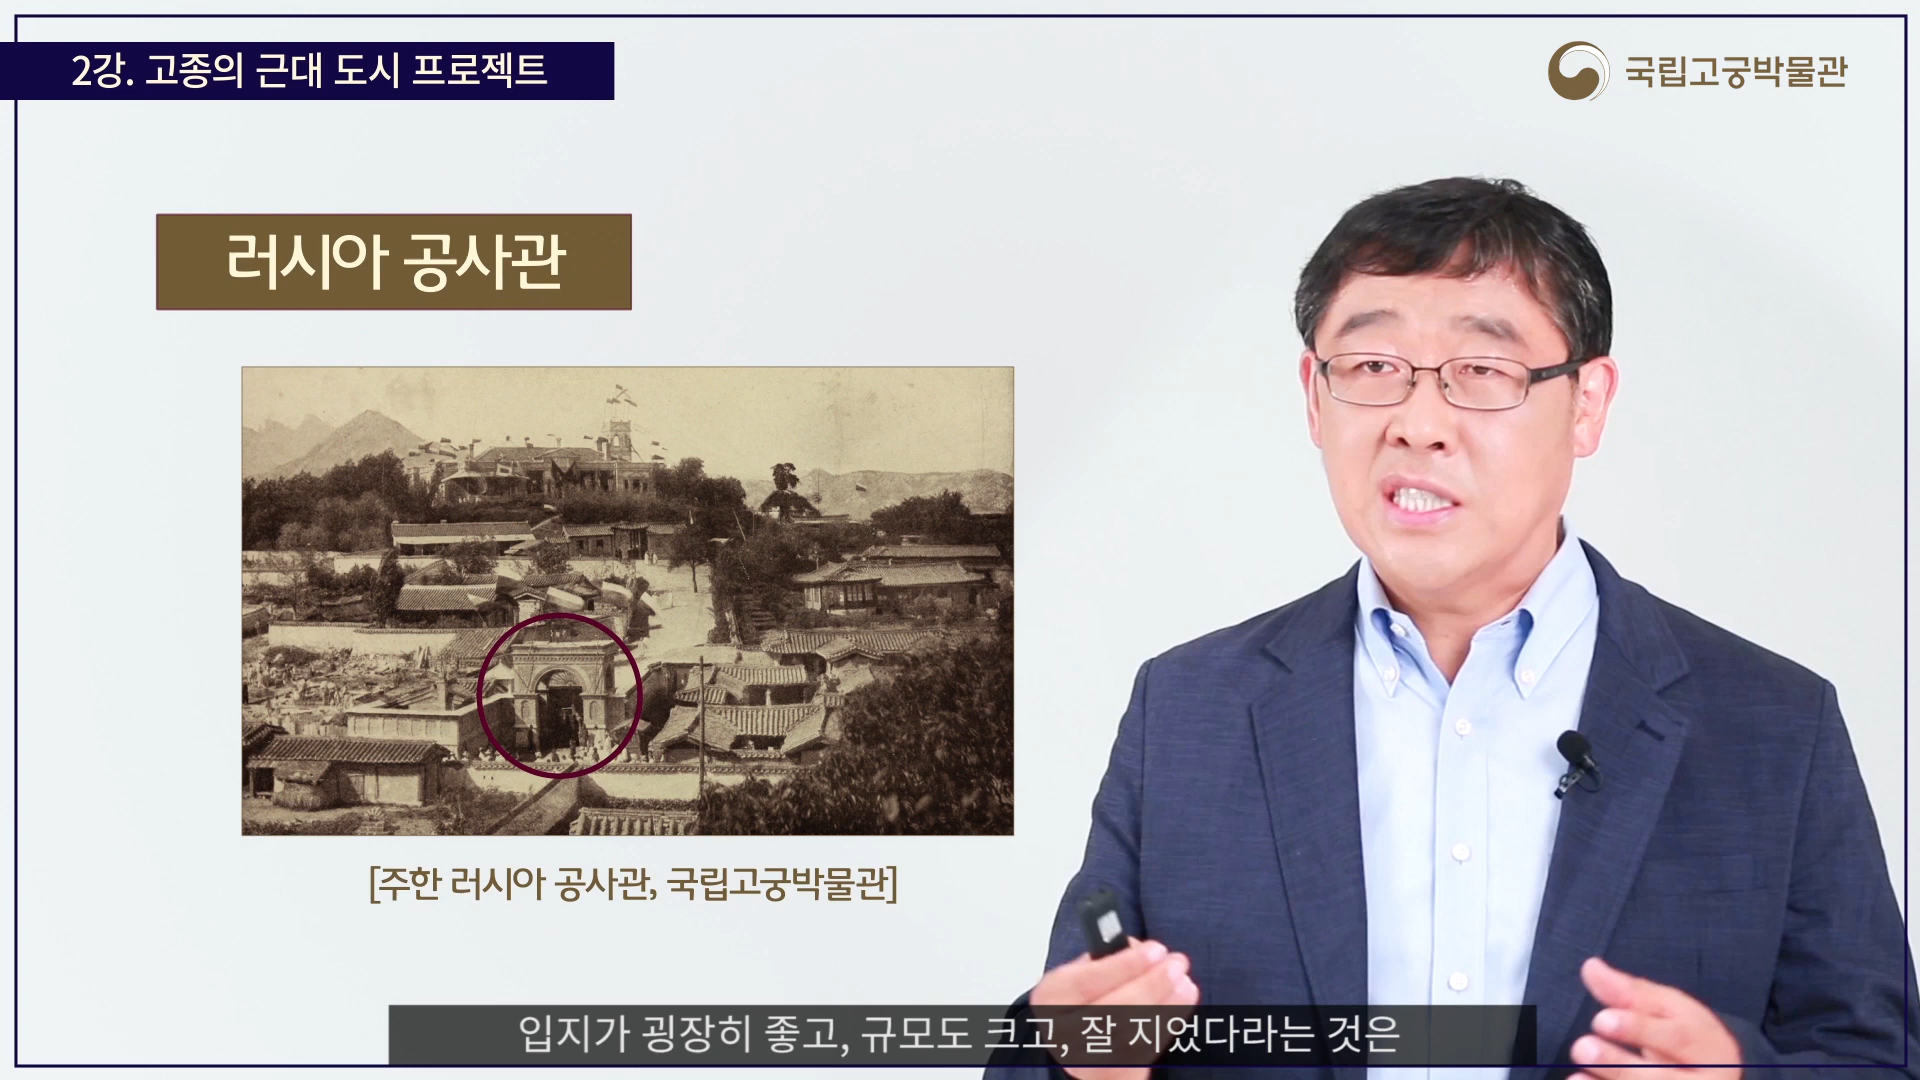 2강. 고종의 근대 도시 프로젝트
국립고궁박물관
러시아 공사관
[주한 러시아 공사관, 국립고궁박물관]
입지가 굉장히 좋고, 규모도 크고, 잘 지었다라는 것은